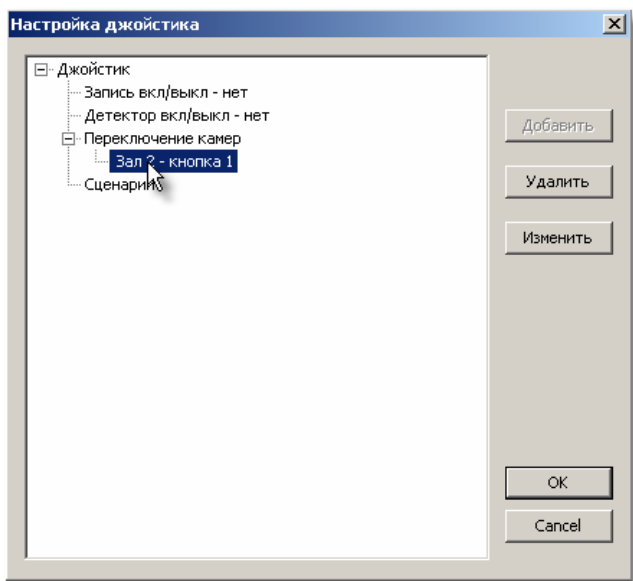 Настройка джойстика
Джойстик
Запись вкл/выкл - нет
Детектор вкл/выкл - нет
Переключение камер
Зал 2 - кнопка 1
Сценарий
Добавить
Удалить
Изменить
OK
Cancel